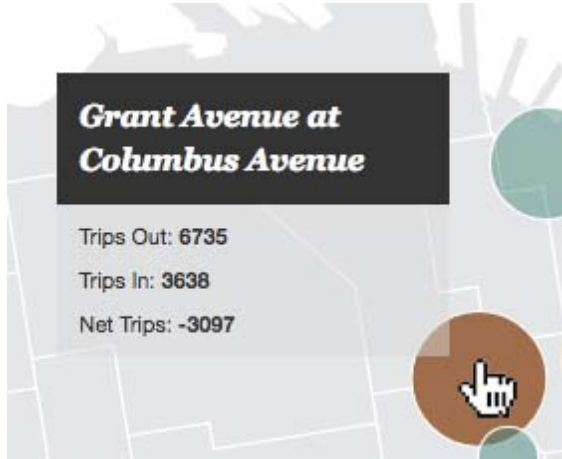 Grant Avenue at
Columbus Avenue
Trips Out: 6735
Trips In: 3638
Net Trips: -3097